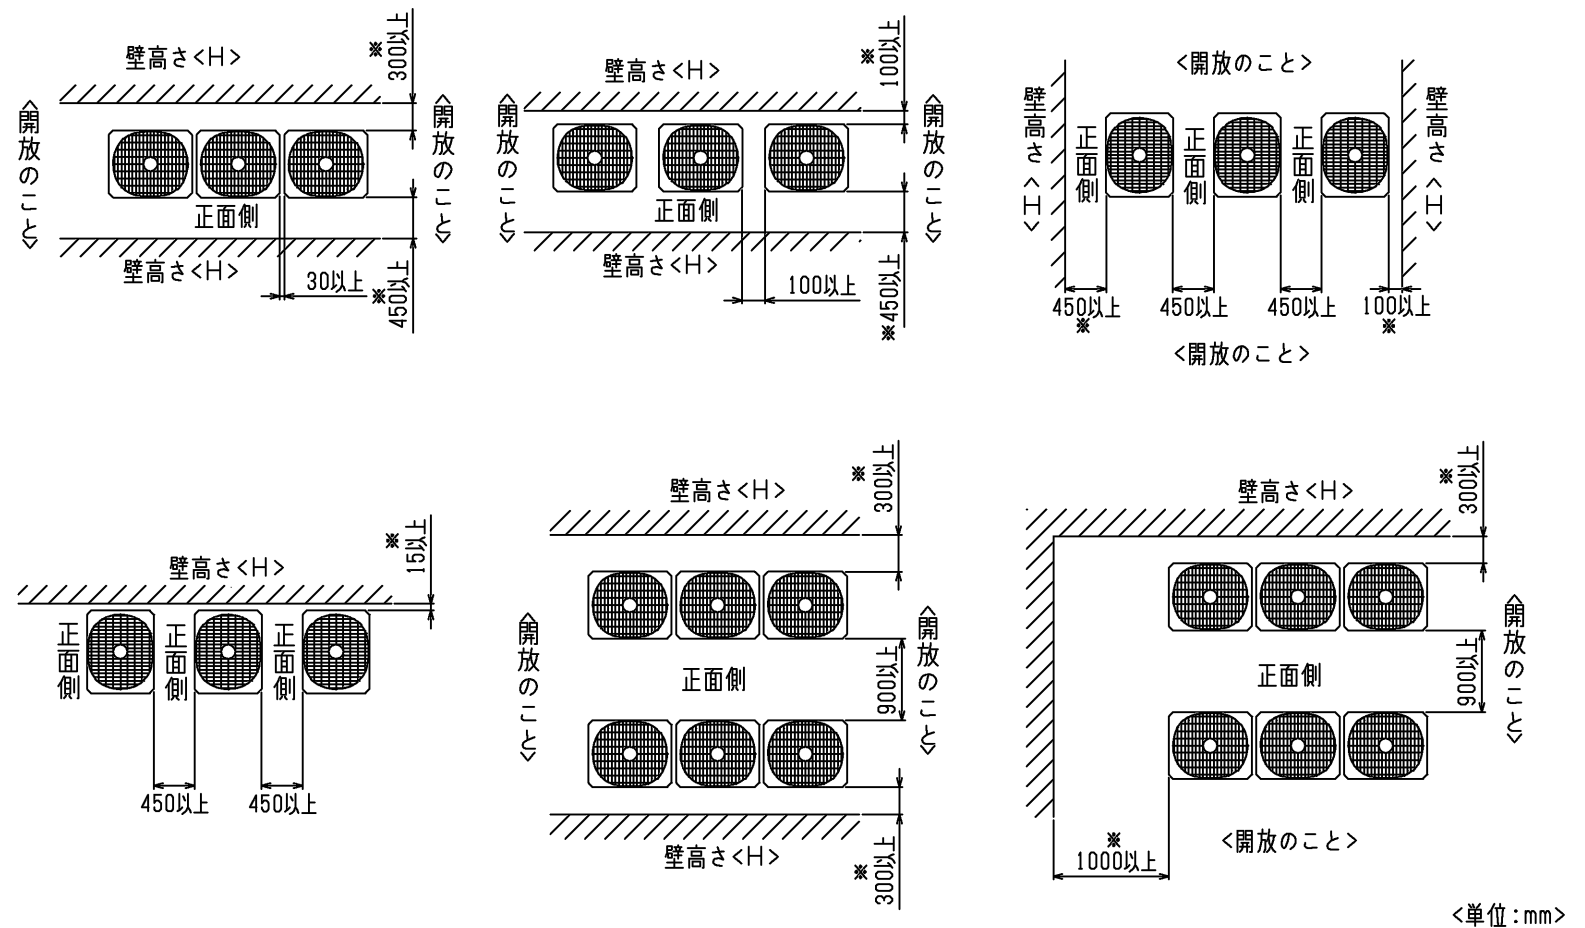 壁高さ<H>
※
300以上
<開放のこと>
<開放のこと>
正面側
壁高さ<H>
30以上
※
450以上
壁高さ<H>
※
100以上
<開放のこと>
<開放のこと>
正面側
壁高さ<H>
100以上
※450以上
<開放のこと>
壁高さ<H>
正面側
正面側
正面側
壁高さ<H>
450以上
※
450以上
450以上
100以上
※
<開放のこと>
壁高さ<H>
※
15以上
正面側
正面側
正面側
450以上
450以上
壁高さ<H>
※
300以上
<開放のこと>
<開放のこと>
正面側
900以上
壁高さ<H>
※
300以上
壁高さ<H>
※
300以上
正面側
900以上
<開放のこと>
※
1000以上
<開放のこと>
<単位:mm>